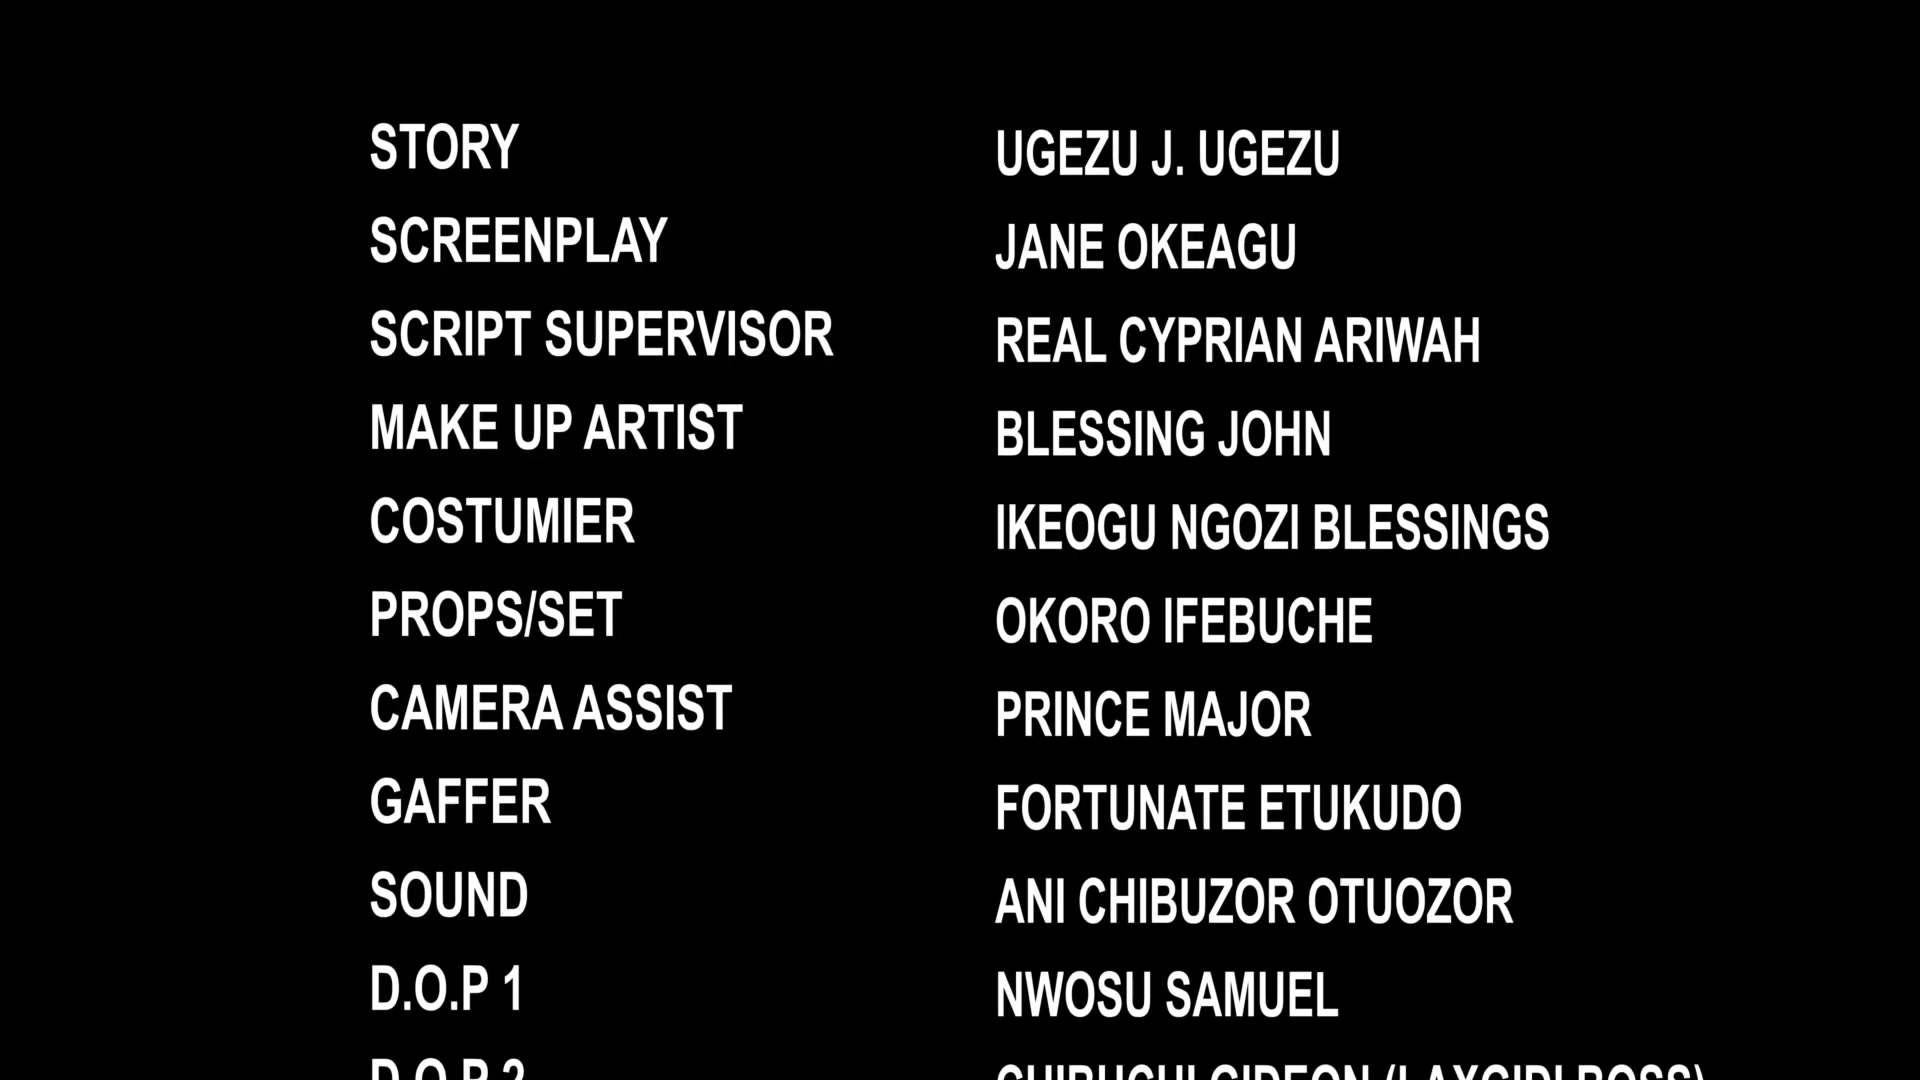 STORY UGEZU J. UGEZU
SCREENPLAY JANE OKEAGU
SCRIPT SUPERVISOR REAL CYPRIAN ARIWAH
MAKE UP ARTIST BLESSING JOHN
COSTUMIER IKEOGU NGOZI BLESSINGS
PROPS/SET OKORO IFEBUCHE
CAMERA ASSIST PRINCE MAJOR
GAFFER FORTUNATE ETUKUDO
SOUND ANI CHIBUZOR OTUOZOR
D.O.P 1 NWOSU SAMUEL
D.O.P 2 GIDEON